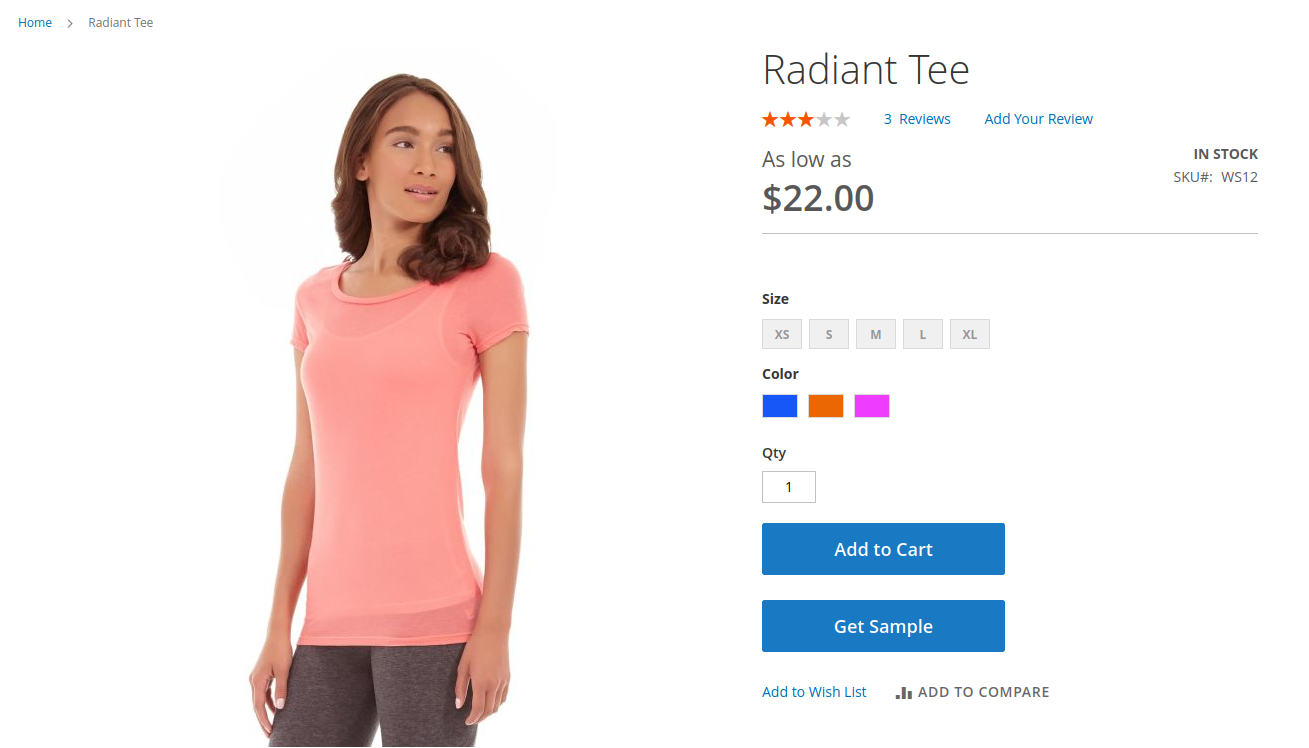 Home > Radiant Tee
Radiant Tee
3 Reviews Add Your Review
As low as
IN STOCK
$22.00
SKU#: WS12
Size
XS S M L XL
Color
Qty
1
Add to Cart
Get Sample
Add to Wish List ADD TO COMPARE